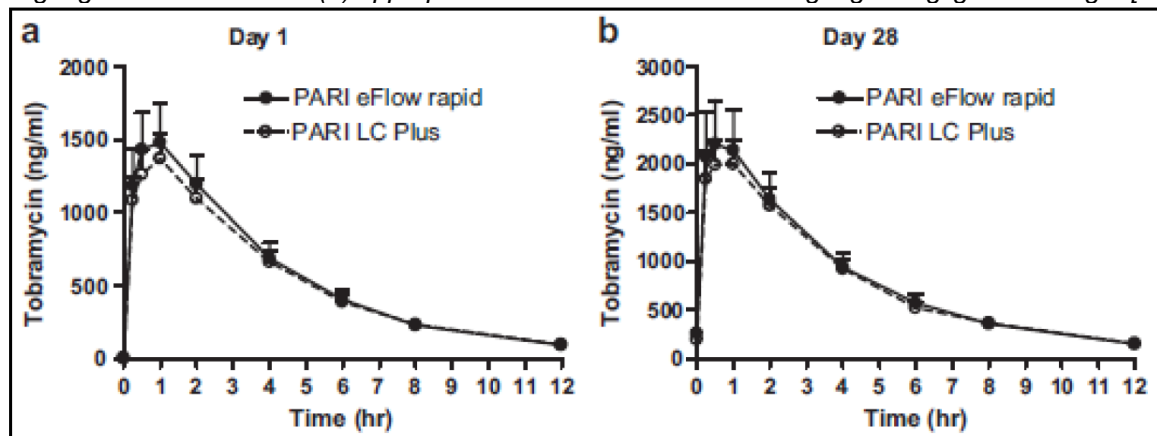 a Day 1
2000
1500
1000
500
0
Tobramycin (ng/ml)
PARI eFlow rapid
PARI LC Plus
0 1 2 3 4 5 6 7 8 9 10 11 12
Time (hr)
b Day 28
3000
2500
2000
1500
1000
500
0
Tobramycin (ng/ml)
PARI eFlow rapid
PARI LC Plus
0 1 2 3 4 5 6 7 8 9 10 11 12
Time (hr)